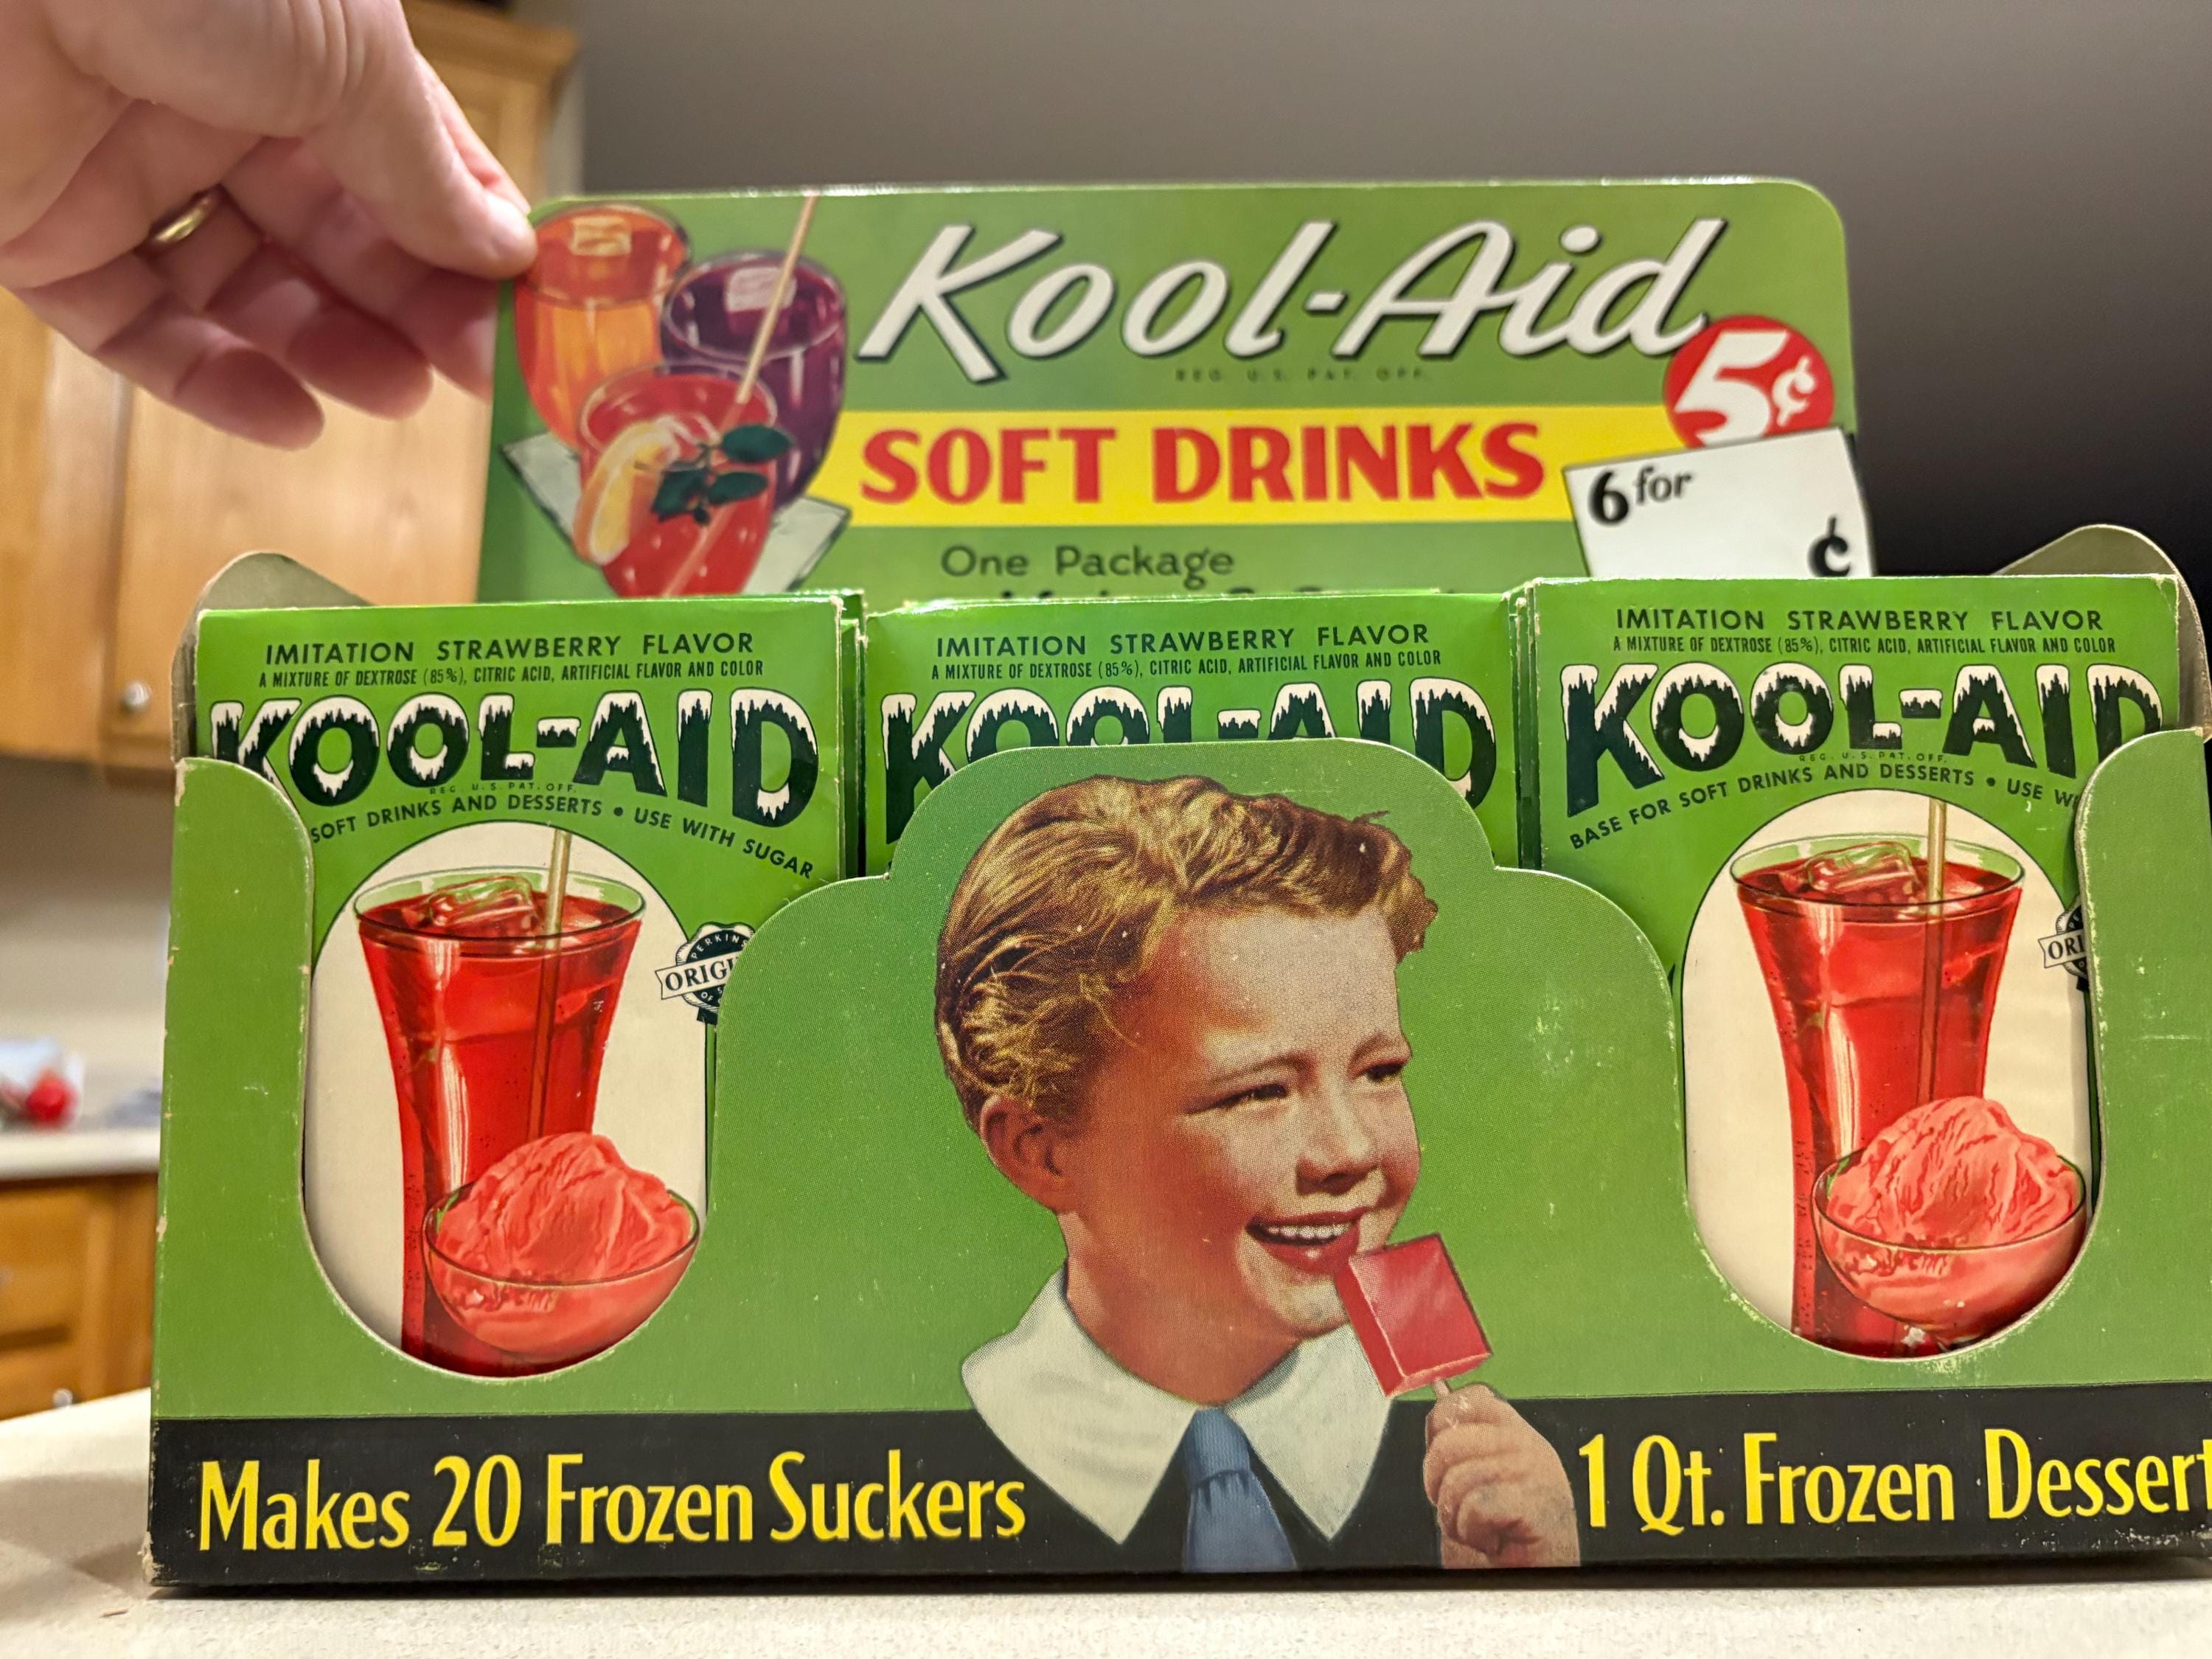 Kool-Aid
REG. U.S. PAT. OFF.
5¢
SOFT DRINKS
6 for
¢
One Package
IMITATION STRAWBERRY FLAVOR
A MIXTURE OF DEXTROSE (85%), CITRIC ACID, ARTIFICIAL FLAVOR AND COLOR
KOOL-AID
REG. U.S. PAT. OFF.
SOFT DRINKS AND DESSERTS • USE WITH SUGAR
PERKINS
IMITATION STRAWBERRY FLAVOR
A MIXTURE OF DEXTROSE (85%), CITRIC ACID, ARTIFICIAL FLAVOR AND COLOR
KOOL-AID
IMITATION STRAWBERRY FLAVOR
A MIXTURE OF DEXTROSE (85%), CITRIC ACID, ARTIFICIAL FLAVOR AND COLOR
KOOL-AID
REG. U.S. PAT. OFF.
BASE FOR SOFT DRINKS AND DESSERTS • USE
Makes 20 Frozen Suckers
1 Qt. Frozen Dessert